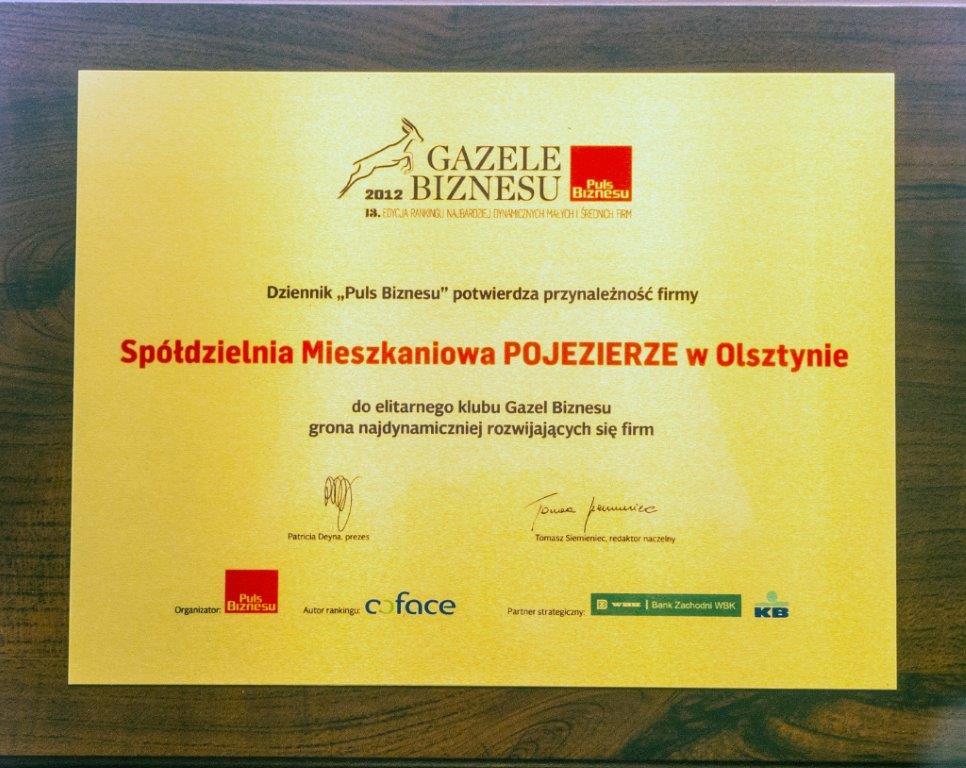 GAZELE
2012 BIZNESU
Puls
Biznesu
13. EDYCJA RANKINGU NAJBARDZIEJ DYNAMICZNYCH MAŁYCH I ŚREDNICH FIRM
Dziennik „Puls Biznesu” potwierdza przynależność firmy
Spółdzielnia Mieszkaniowa POJEZIERZE w Olsztynie
do elitarnego klubu Gazel Biznesu
grona najdynamiczniej rozwijających się firm
Patricia Deyna, prezes
Tomasz Siemieniec, redaktor naczelny
Organizator: Puls Biznesu
Autor rankingu: coface
Partner strategiczny: WBK Bank Zachodni WBK
KB